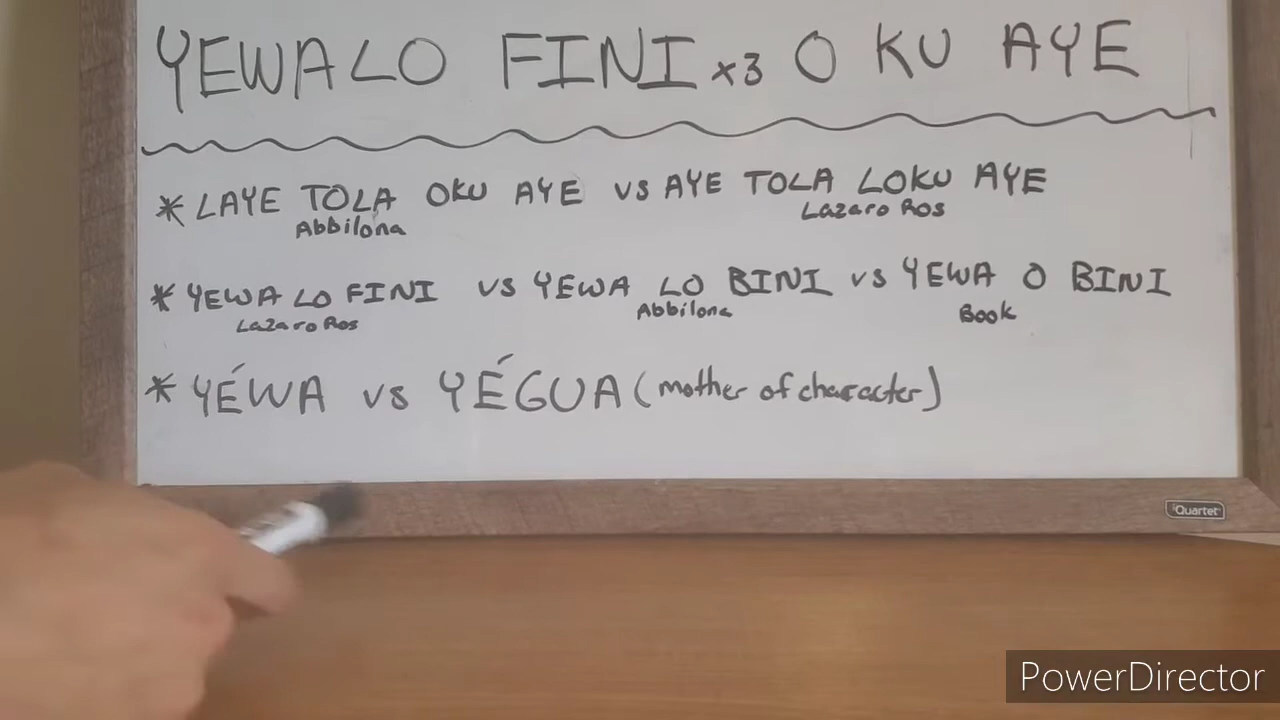 YEWA LO FINI x3 O KU AYE
* LAYE TOLA OKU AYE vs AYE TOLA LOKU AYE
Abbilona Lazaro Ros
* YEWA LO FINI vs YEWA LO BINI vs YEWA O BINI
Lazaro Ros Abbilona Book
* YÉWA vs YÉGUA (mother of character)
Quartet
PowerDirector